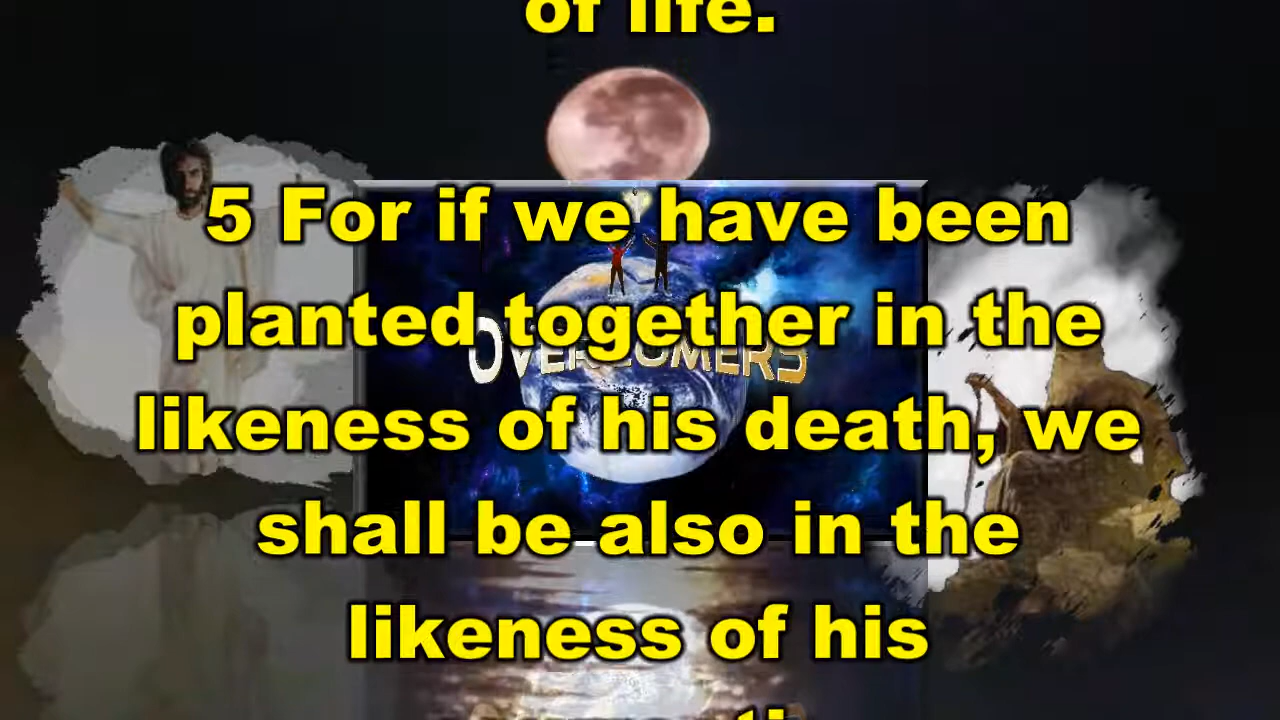 of life.
5 For if we have been
planted together in the
OVERCOMERS
likeness of his death, we
shall be also in the
likeness of his